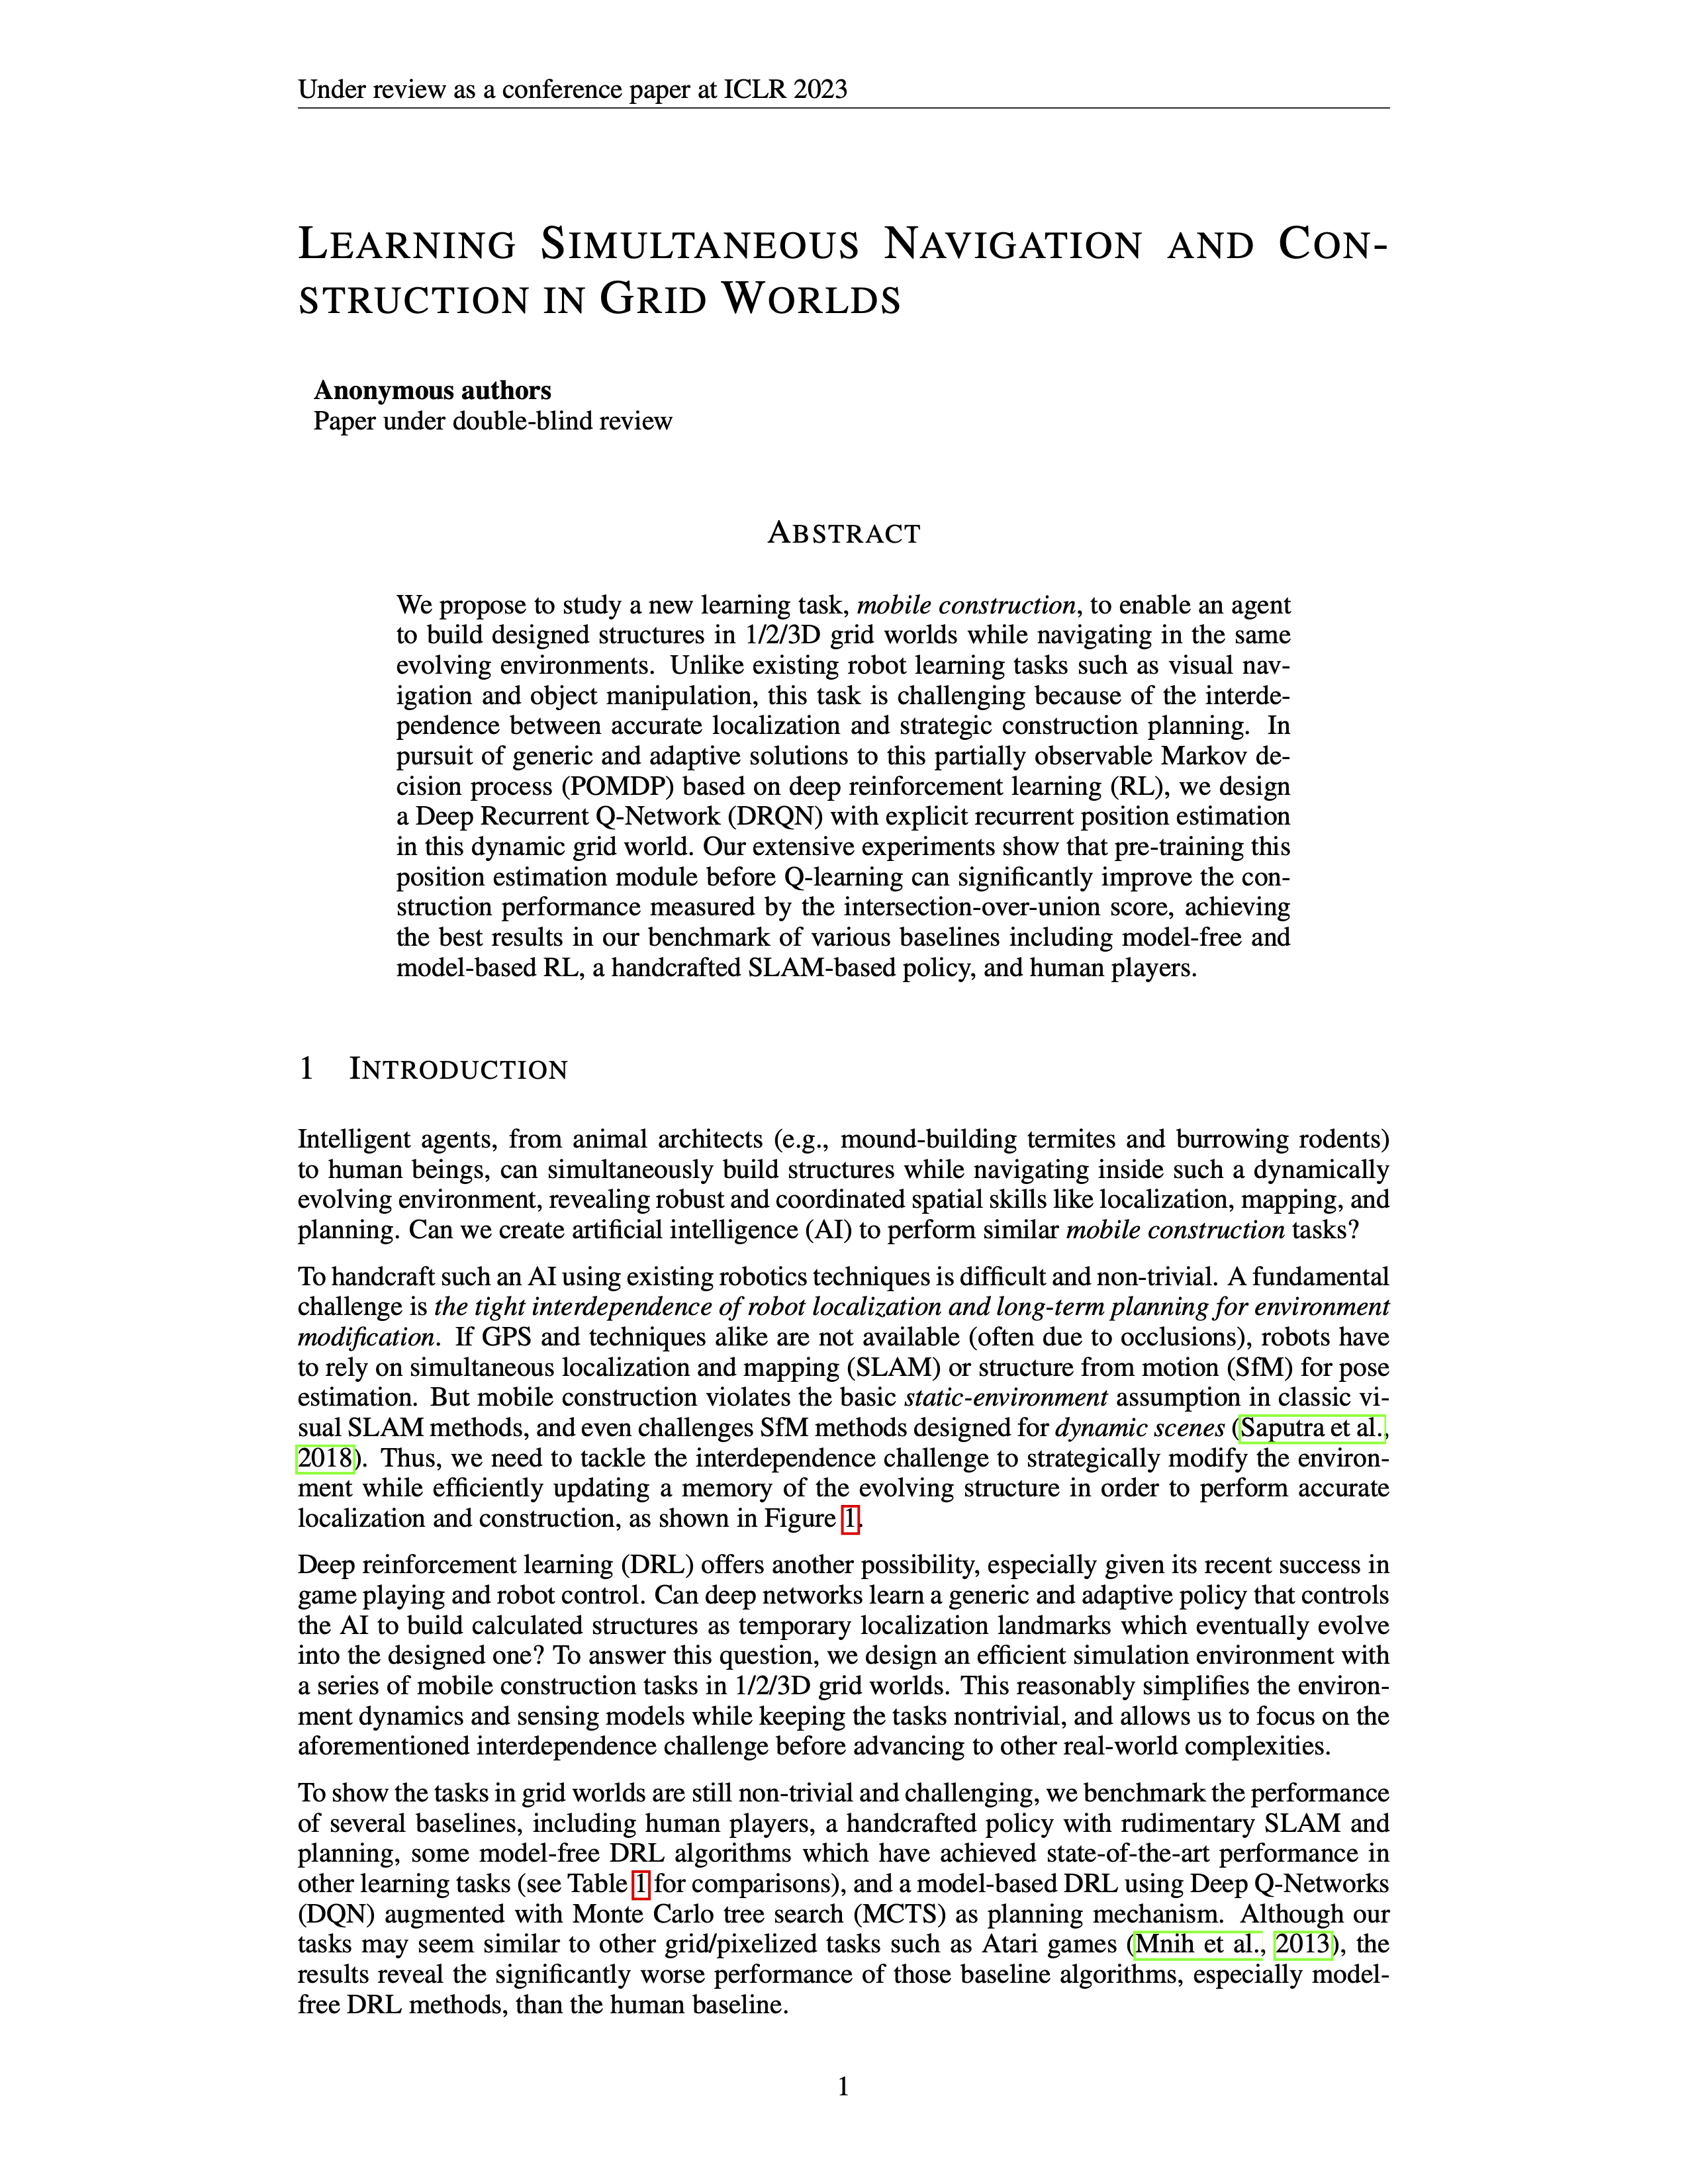 Under review as a conference paper at ICLR 2023
LEARNING SIMULTANEOUS NAVIGATION AND CON-
STRUCTION IN GRID WORLDS
Anonymous authors
Paper under double-blind review
ABSTRACT
We propose to study a new learning task, mobile construction, to enable an agent
to build designed structures in 1/2/3D grid worlds while navigating in the same
evolving environments. Unlike existing robot learning tasks such as visual nav-
igation and object manipulation, this task is challenging because of the interde-
pendence between accurate localization and strategic construction planning. In
pursuit of generic and adaptive solutions to this partially observable Markov de-
cision process (POMDP) based on deep reinforcement learning (RL), we design
a Deep Recurrent Q-Network (DRQN) with explicit recurrent position estimation
in this dynamic grid world. Our extensive experiments show that pre-training this
position estimation module before Q-learning can significantly improve the con-
struction performance measured by the intersection-over-union score, achieving
the best results in our benchmark of various baselines including model-free and
model-based RL, a handcrafted SLAM-based policy, and human players.
1 INTRODUCTION
Intelligent agents, from animal architects (e.g., mound-building termites and burrowing rodents)
to human beings, can simultaneously build structures while navigating inside such a dynamically
evolving environment, revealing robust and coordinated spatial skills like localization, mapping, and
planning. Can we create artificial intelligence (AI) to perform similar mobile construction tasks?
To handcraft such an AI using existing robotics techniques is difficult and non-trivial. A fundamental
challenge is the tight interdependence of robot localization and long-term planning for environment
modification. If GPS and techniques alike are not available (often due to occlusions), robots have
to rely on simultaneous localization and mapping (SLAM) or structure from motion (SfM) for pose
estimation. But mobile construction violates the basic static-environment assumption in classic vi-
sual SLAM methods, and even challenges SfM methods designed for dynamic scenes (Saputra et al.,
2018). Thus, we need to tackle the interdependence challenge to strategically modify the environ-
ment while efficiently updating a memory of the evolving structure in order to perform accurate
localization and construction, as shown in Figure 1.
Deep reinforcement learning (DRL) offers another possibility, especially given its recent success in
game playing and robot control. Can deep networks learn a generic and adaptive policy that controls
the AI to build calculated structures as temporary localization landmarks which eventually evolve
into the designed one? To answer this question, we design an efficient simulation environment with
a series of mobile construction tasks in 1/2/3D grid worlds. This reasonably simplifies the environ-
ment dynamics and sensing models while keeping the tasks nontrivial, and allows us to focus on the
aforementioned interdependence challenge before advancing to other real-world complexities.
To show the tasks in grid worlds are still non-trivial and challenging, we benchmark the performance
of several baselines, including human players, a handcrafted policy with rudimentary SLAM and
planning, some model-free DRL algorithms which have achieved state-of-the-art performance in
other learning tasks (see Table 1 for comparisons), and a model-based DRL using Deep Q-Networks
(DQN) augmented with Monte Carlo tree search (MCTS) as planning mechanism. Although our
tasks may seem similar to other grid/pixelized tasks such as Atari games (Mnih et al., 2013), the
results reveal the significantly worse performance of those baseline algorithms, especially model-
free DRL methods, than the human baseline.
1